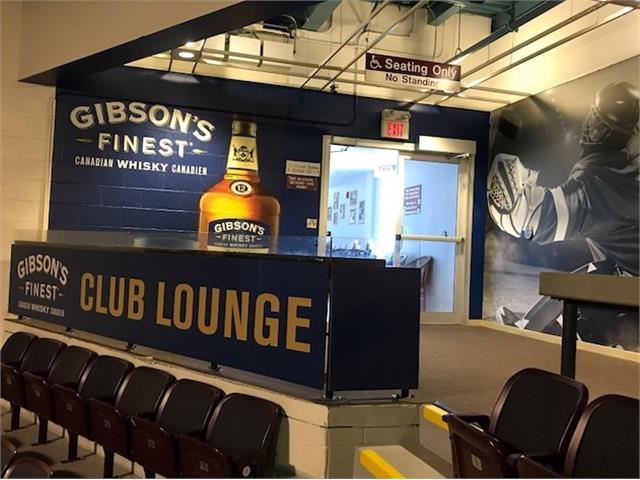 Seating Only
No Standing
GIBSON'S
FINEST
CANADIAN WHISKY CANADIEN
EXIT
12
GIBSON'S
FINEST
GIBSON'S
FINEST
CANADIAN WHISKY CANADIEN
CLUB LOUNGE